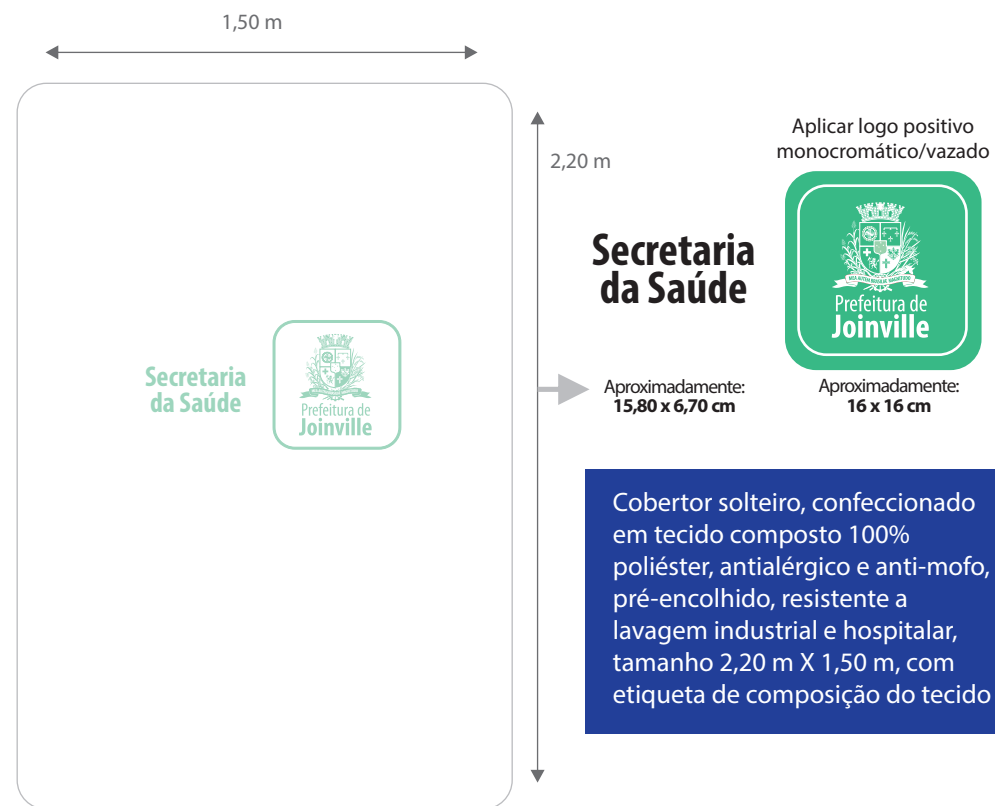 1,50 m
2,20 m
Secretaria
da Saúde
Prefeitura de
Joinville
Aplicar logo positivo
monocromático/vazado
Secretaria
da Saúde
Prefeitura de
Joinville
Aproximadamente:
15,80 x 6,70 cm
Aproximadamente:
16 x 16 cm
Cobertor solteiro, confeccionado
em tecido composto 100%
poliéster, antialérgico e anti-mofo,
pré-encolhido, resistente a
lavagem industrial e hospitalar,
tamanho 2,20 m X 1,50 m, com
etiqueta de composição do tecido